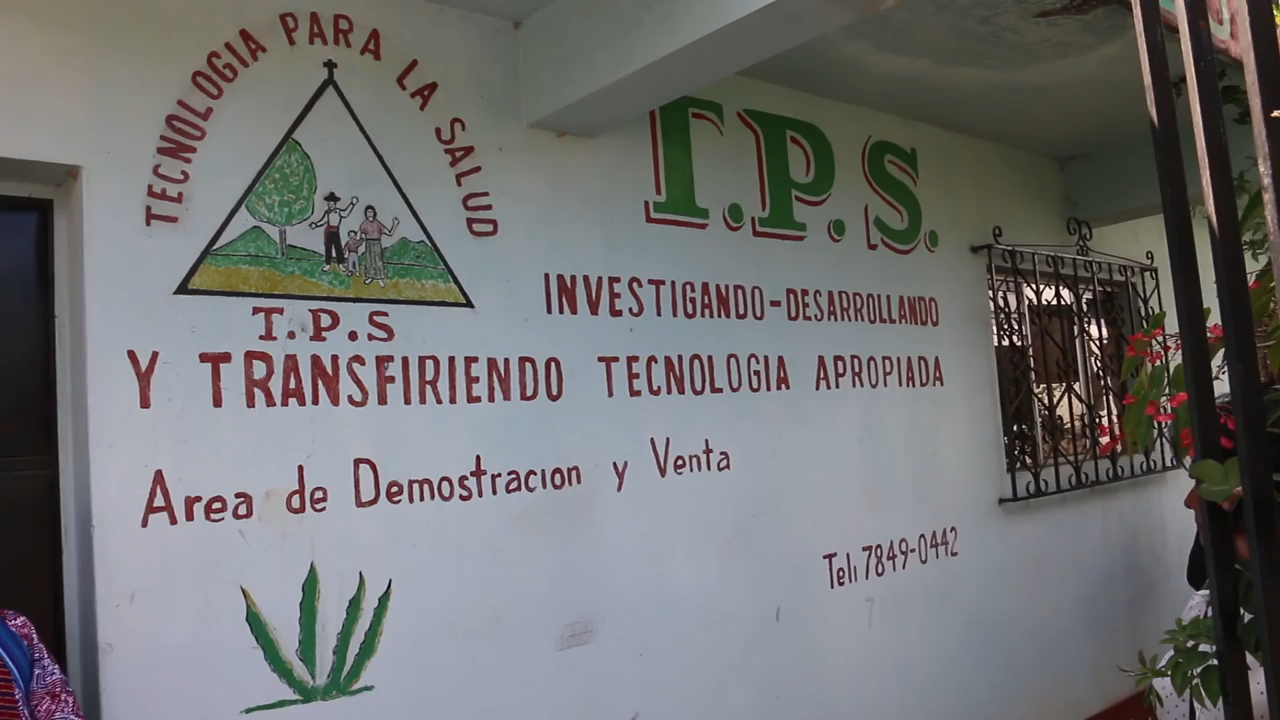 TECNOLOGIA PARA LA SALUD
T.P.S
T.P.S.
INVESTIGANDO-DESARROLLANDO
Y TRANSFIRIENDO TECNOLOGIA APROPIADA
Area de Demostracion y Venta
Tel: 7849-0442